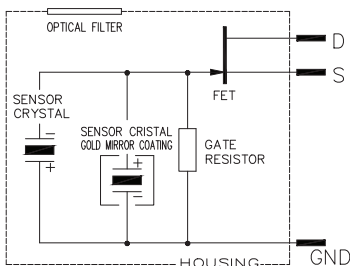 OPTICAL FILTER
D
S
FET
SENSOR
CRYSTAL
−
+
SENSOR CRISTAL
GOLD MIRROR COATING
+
−
GATE
RESISTOR
HOUSING
GND